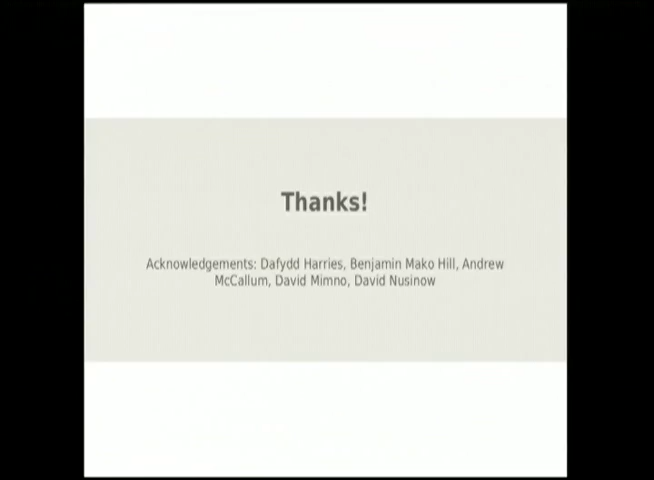 Thanks!
Acknowledgements: Dafydd Harries, Benjamin Mako Hill, Andrew
McCallum, David Mimno, David Nusinow